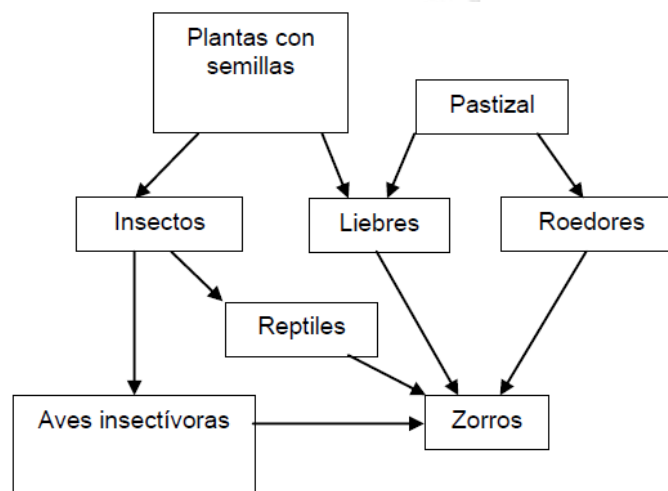 Plantas con
semillas
Pastizal
Insectos
Liebres
Roedores
Reptiles
Aves insectívoras
Zorros